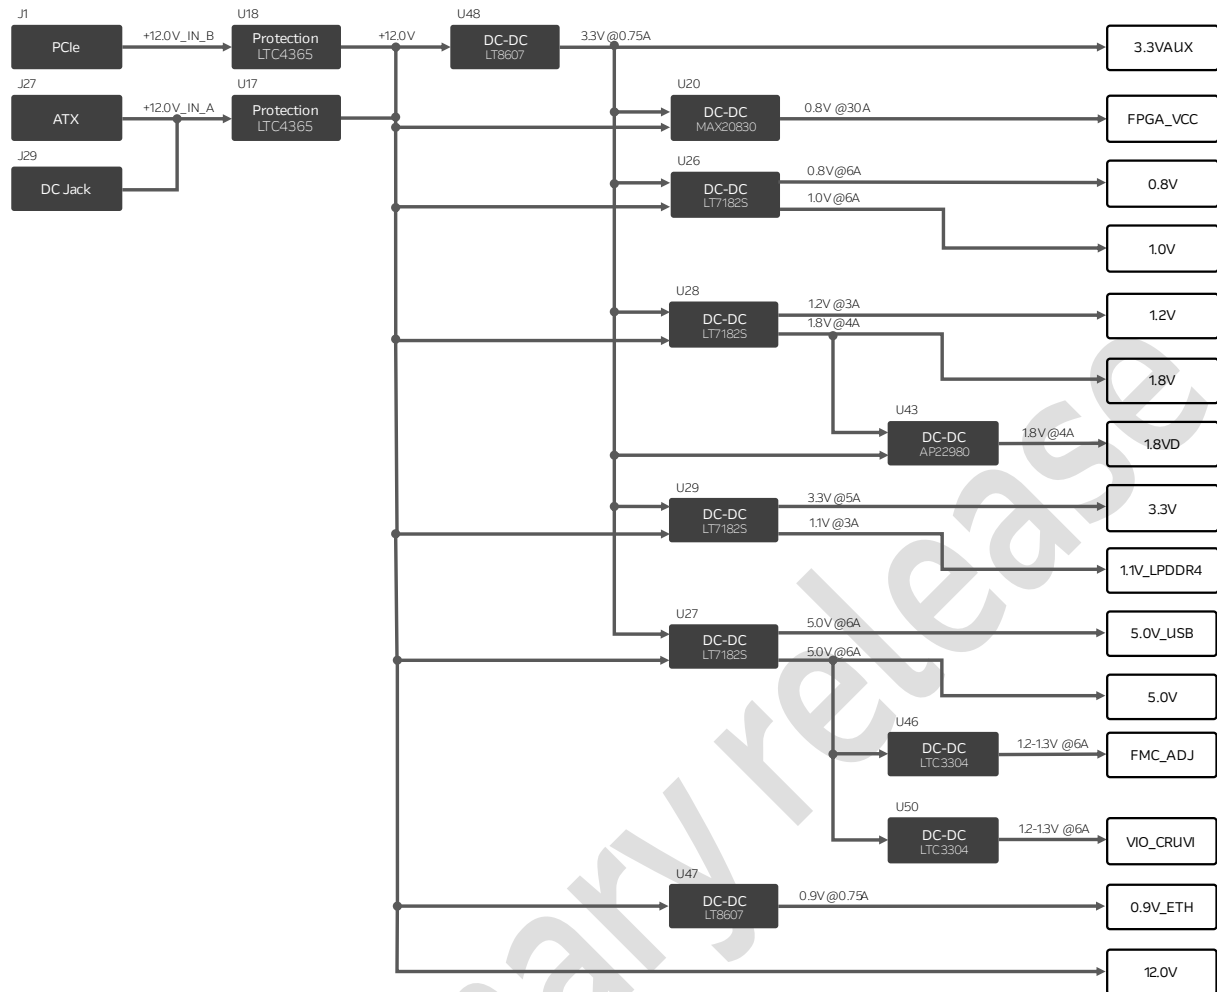 J1
PCIe
+12.0V_IN_B
U18
Protection
LTC4365
+12.0V
U48
DC-DC
LT8607
3.3V@0.75A
3.3VAUX
J27
ATX
+12.0V_IN_A
U17
Protection
LTC4365
U20
DC-DC
MAX20830
0.8V @30A
FPGA_VCC
J29
DC Jack
U26
DC-DC
LT7182S
0.8V@6A
1.0V@6A
0.8V
1.0V
U28
DC-DC
LT7182S
1.2V@3A
1.8V@4A
1.2V
1.8V
U43
DC-DC
AP22980
1.8V@4A
1.8VD
U29
DC-DC
LT7182S
3.3V@5A
1.1V@3A
3.3V
1.1V_LPDDR4
U27
DC-DC
LT7182S
5.0V@6A
5.0V@6A
5.0V_USB
5.0V
U46
DC-DC
LTC3304
1.2-1.3V @6A
FMC_ADJ
U50
DC-DC
LTC3304
1.2-1.3V @6A
VIO_CRUVI
U47
DC-DC
LT8607
0.9V@0.75A
0.9V_ETH
12.0V
ary release